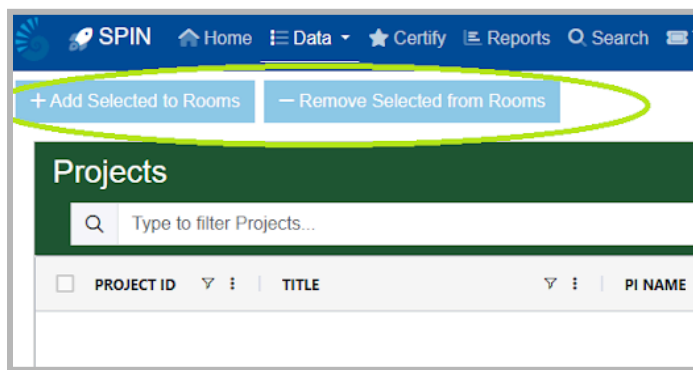 SPIN Home Data Certify Reports Search
+ Add Selected to Rooms − Remove Selected from Rooms
Projects
Type to filter Projects...
PROJECT ID TITLE PI NAME